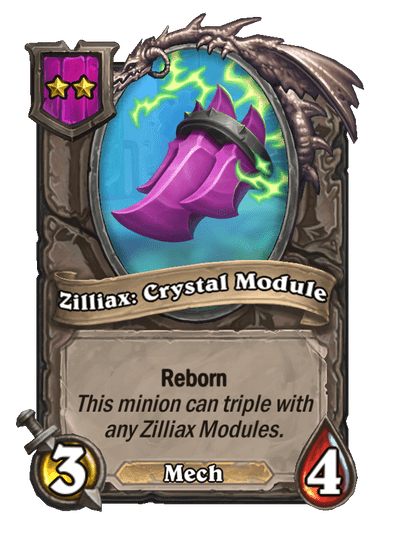 Zilliax: Crystal Module
Reborn
This minion can triple with
any Zilliax Modules.
3
Mech
4